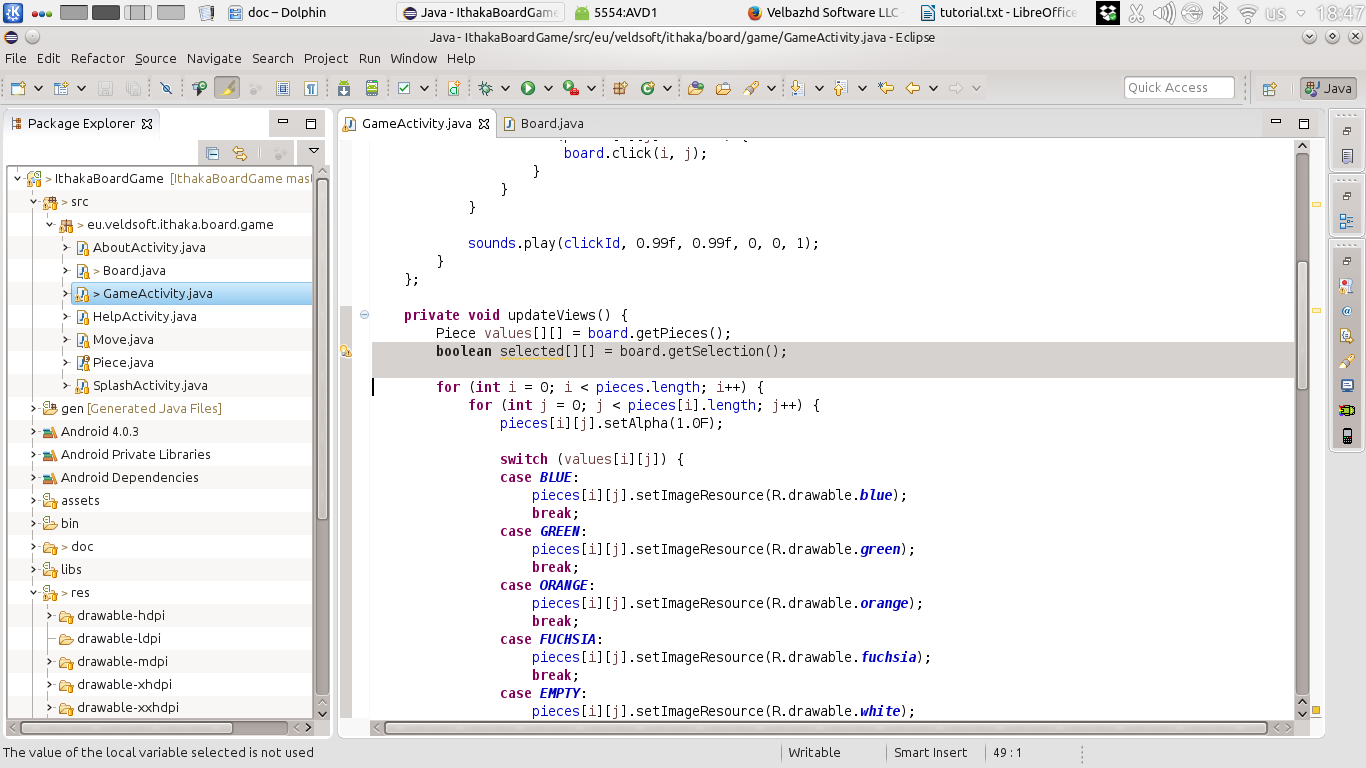 doc – Dolphin
Java - IthakaBoardGame
5554:AVD1
Velbazhd Software LLC
tutorial.txt - LibreOffice
us
18:47
Java - IthakaBoardGame/src/eu/veldsoft/ithaka/board/game/GameActivity.java - Eclipse
File Edit Refactor Source Navigate Search Project Run Window Help
Quick Access
Java
Package Explorer
GameActivity.java
Board.java
> IthakaBoardGame [IthakaBoardGame mast
> src
> eu.veldsoft.ithaka.board.game
AboutActivity.java
> Board.java
> GameActivity.java
HelpActivity.java
Move.java
Piece.java
SplashActivity.java
gen [Generated Java Files]
Android 4.0.3
Android Private Libraries
Android Dependencies
assets
bin
> doc
libs
> res
drawable-hdpi
drawable-ldpi
drawable-mdpi
drawable-xhdpi
drawable-xxhdpi
board.click(i, j);
}
}
}
sounds.play(clickId, 0.99f, 0.99f, 0, 0, 1);
}
};
private void updateViews() {
Piece values[][] = board.getPieces();
boolean selected[][] = board.getSelection();
for (int i = 0; i < pieces.length; i++) {
for (int j = 0; j < pieces[i].length; j++) {
pieces[i][j].setAlpha(1.0F);
switch (values[i][j]) {
case BLUE:
pieces[i][j].setImageResource(R.drawable.blue);
break;
case GREEN:
pieces[i][j].setImageResource(R.drawable.green);
break;
case ORANGE:
pieces[i][j].setImageResource(R.drawable.orange);
break;
case FUCHSIA:
pieces[i][j].setImageResource(R.drawable.fuchsia);
break;
case EMPTY:
pieces[i][j].setImageResource(R.drawable.white);
The value of the local variable selected is not used
Writable
Smart Insert
49 : 1